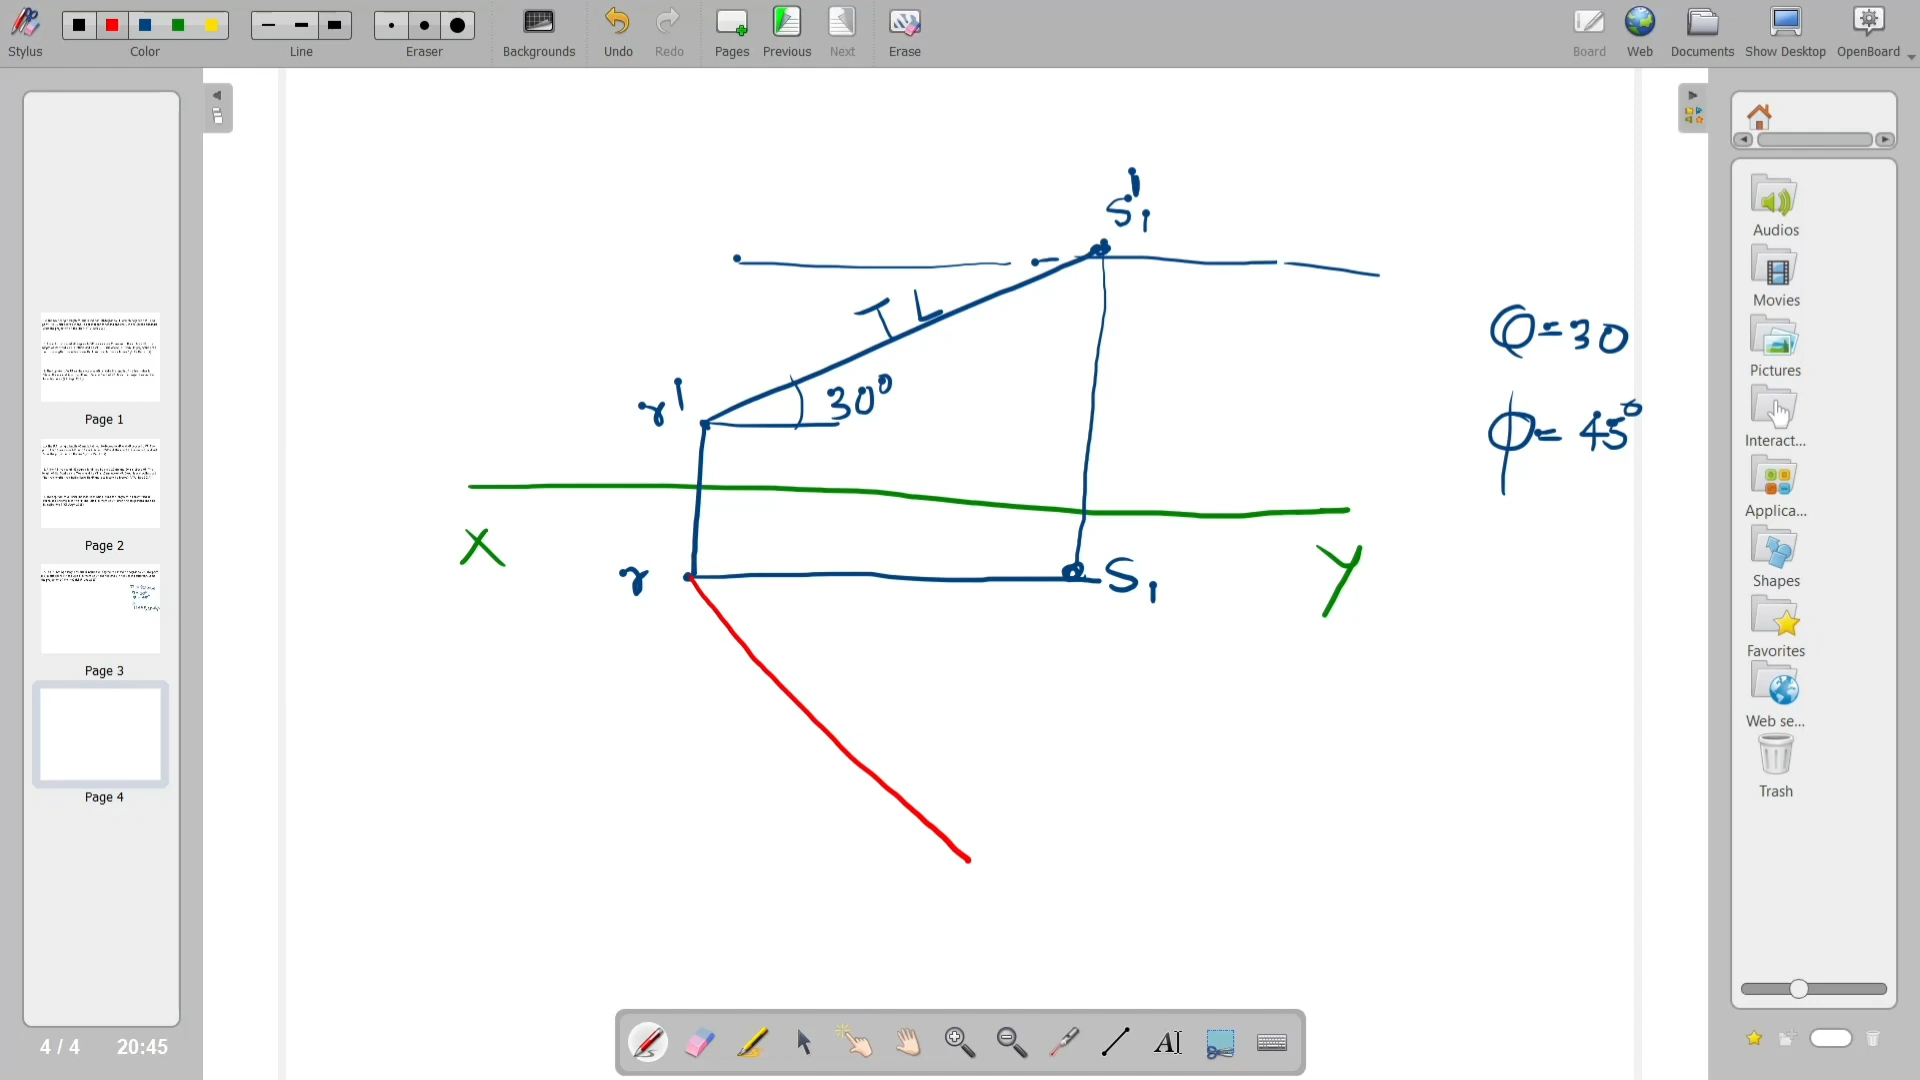 Stylus
Color
Line
Eraser
Backgrounds
Undo
Redo
Pages
Previous
Next
Erase
Board
Web
Documents
Show Desktop
OpenBoard
S₁'
TL
r'
30°
θ=30
ϕ= 45°
X
Y
r
S₁
Page 1
Page 2
Page 3
Page 4
4 / 4
20:45
Audios
Movies
Pictures
Interact...
Applica...
Shapes
Favorites
Web se...
Trash